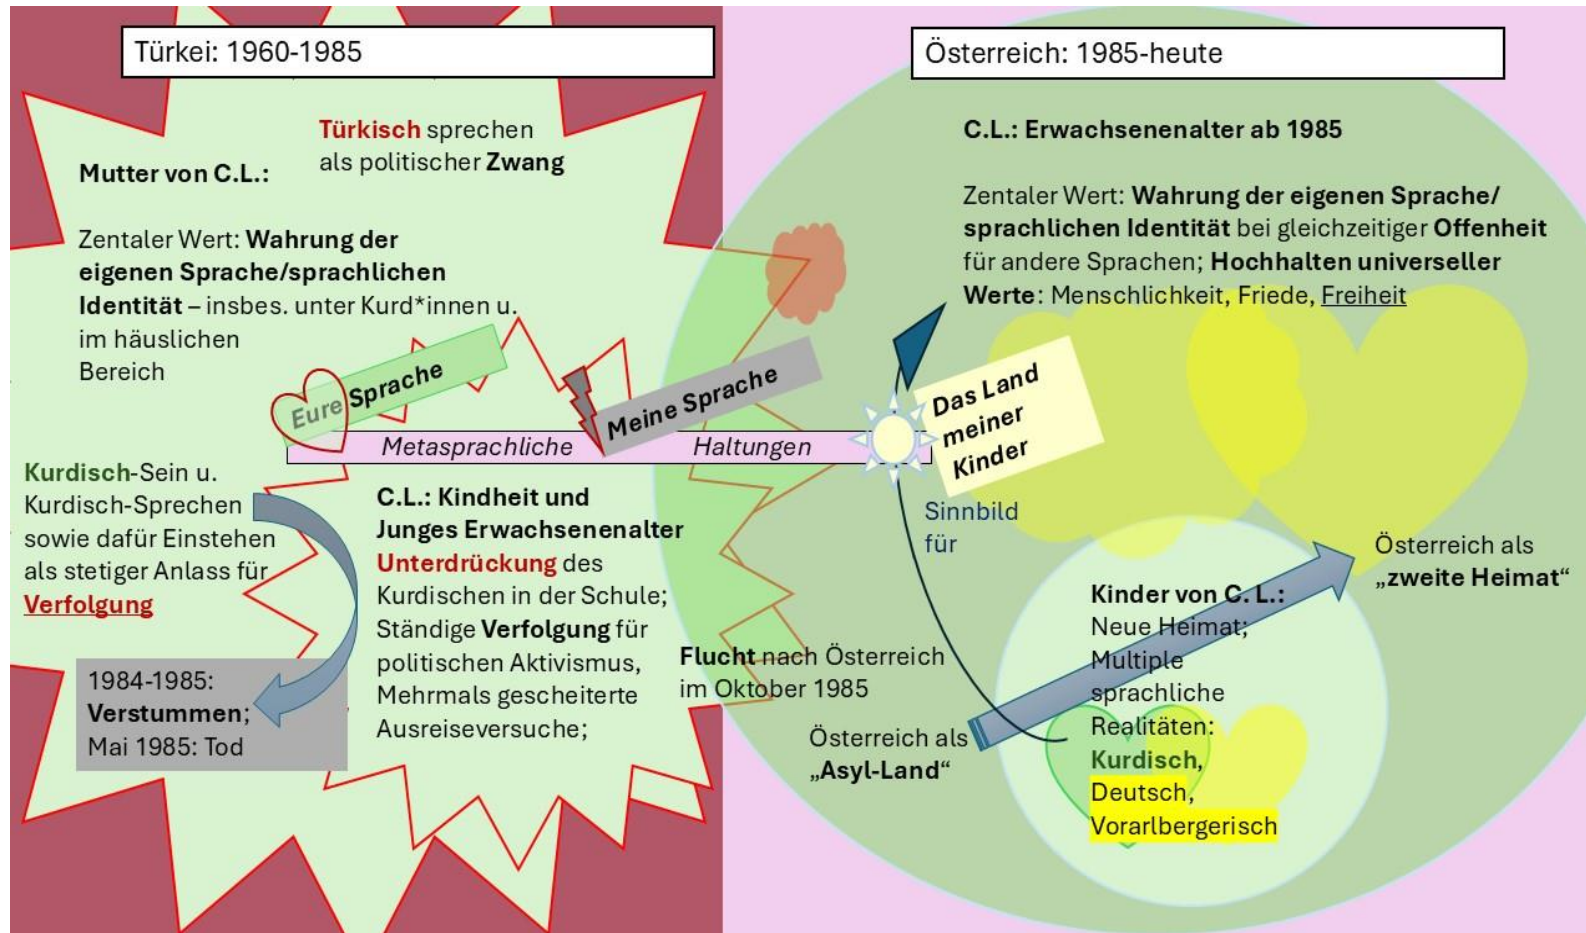 Türkei: 1960-1985
Türkisch sprechen
als politischer Zwang
Mutter von C.L.:
Zentaler Wert: Wahrung der
eigenen Sprache/sprachlichen
Identität – insbes. unter Kurd*innen u.
im häuslichen
Bereich
Eure Sprache
Meine Sprache
Metasprachliche Haltungen
Kurdisch-Sein u.
Kurdisch-Sprechen
sowie dafür Einstehen
als stetiger Anlass für
Verfolgung
1984-1985:
Verstummen;
Mai 1985: Tod
C.L.: Kindheit und
Junges Erwachsenenalter
Unterdrückung des
Kurdischen in der Schule;
Ständige Verfolgung für
politischen Aktivismus,
Mehrmals gescheiterte
Ausreiseversuche;
Flucht nach Österreich
im Oktober 1985
Österreich: 1985-heute
C.L.: Erwachsenenalter ab 1985
Zentaler Wert: Wahrung der eigenen Sprache/
sprachlichen Identität bei gleichzeitiger Offenheit
für andere Sprachen; Hochhalten universeller
Werte: Menschlichkeit, Friede, Freiheit
Das Land
meiner
Kinder
Sinnbild
für
Österreich als
„Asyl-Land“
Österreich als
„zweite Heimat“
Kinder von C. L.:
Neue Heimat;
Multiple
sprachliche
Realitäten:
Kurdisch,
Deutsch,
Vorarlbergerisch